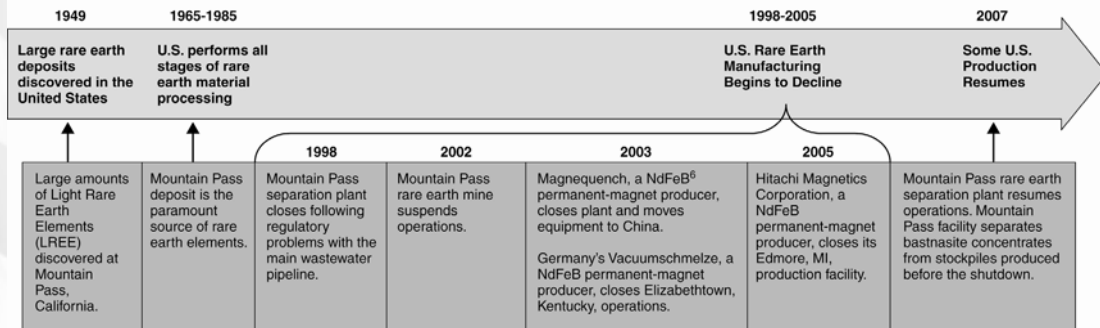 1949
1965-1985
1998-2005
2007
Large rare earth
deposits
discovered in the
United States
U.S. performs all
stages of rare
earth material
processing
U.S. Rare Earth
Manufacturing
Begins to Decline
Some U.S.
Production
Resumes
Large amounts
of Light Rare
Earth
Elements
(LREE)
discovered at
Mountain
Pass,
California.
Mountain Pass
deposit is the
paramount
source of rare
earth elements.
1998
Mountain Pass
separation plant
closes following
regulatory
problems with the
main wastewater
pipeline.
2002
Mountain Pass
rare earth mine
suspends
operations.
2003
Magnequench, a NdFeB⁶
permanent-magnet producer,
closes plant and moves
equipment to China.
Germany's Vacuumschmelze, a
NdFeB permanent-magnet
producer, closes Elizabethtown,
Kentucky, operations.
2005
Hitachi Magnetics
Corporation, a
NdFeB
permanent-magnet
producer, closes its
Edmore, MI,
production facility.
Mountain Pass rare earth
separation plant resumes
operations. Mountain
Pass facility separates
bastnasite concentrates
from stockpiles produced
before the shutdown.